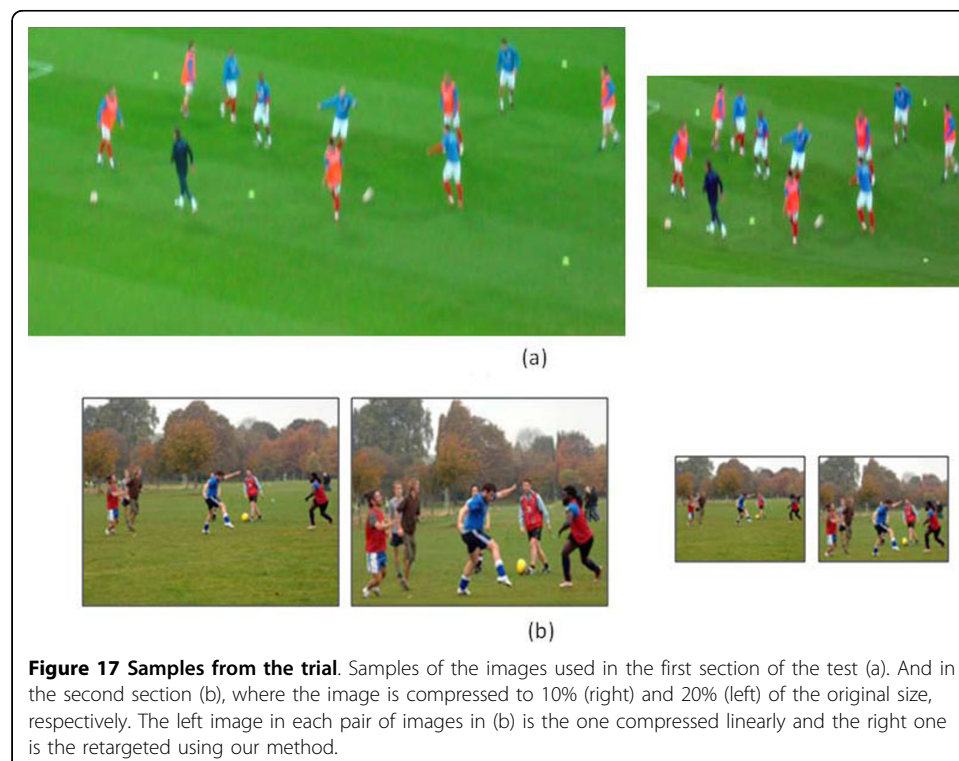 (a)
(b)
Figure 17 Samples from the trial. Samples of the images used in the first section of the test (a). And in
the second section (b), where the image is compressed to 10% (right) and 20% (left) of the original size,
respectively. The left image in each pair of images in (b) is the one compressed linearly and the right one
is the retargeted using our method.